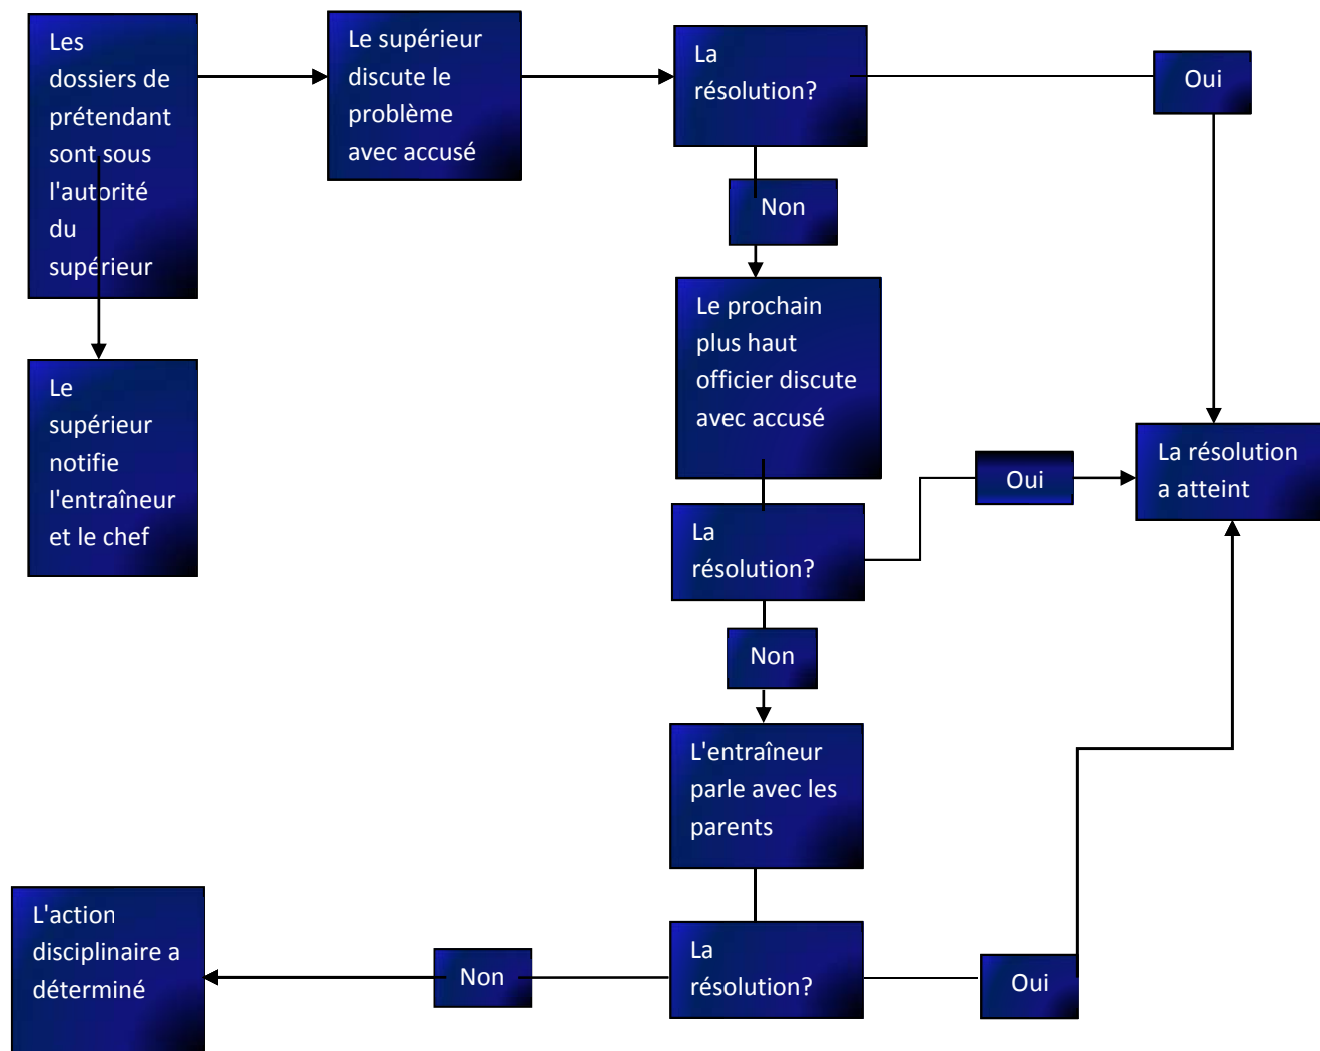 Les
dossiers de
prétendant
sont sous
l'autorité
du
supérieur
Le supérieur
discute le
problème
avec accusé
La
résolution?
Oui
Non
Le prochain
plus haut
officier discute
avec accusé
Le
supérieur
notifie
l'entraîneur
et le chef
La résolution
a atteint
Oui
La
résolution?
Non
L'entraîneur
parle avec les
parents
L'action
disciplinaire a
déterminé
Non
La
résolution?
Oui